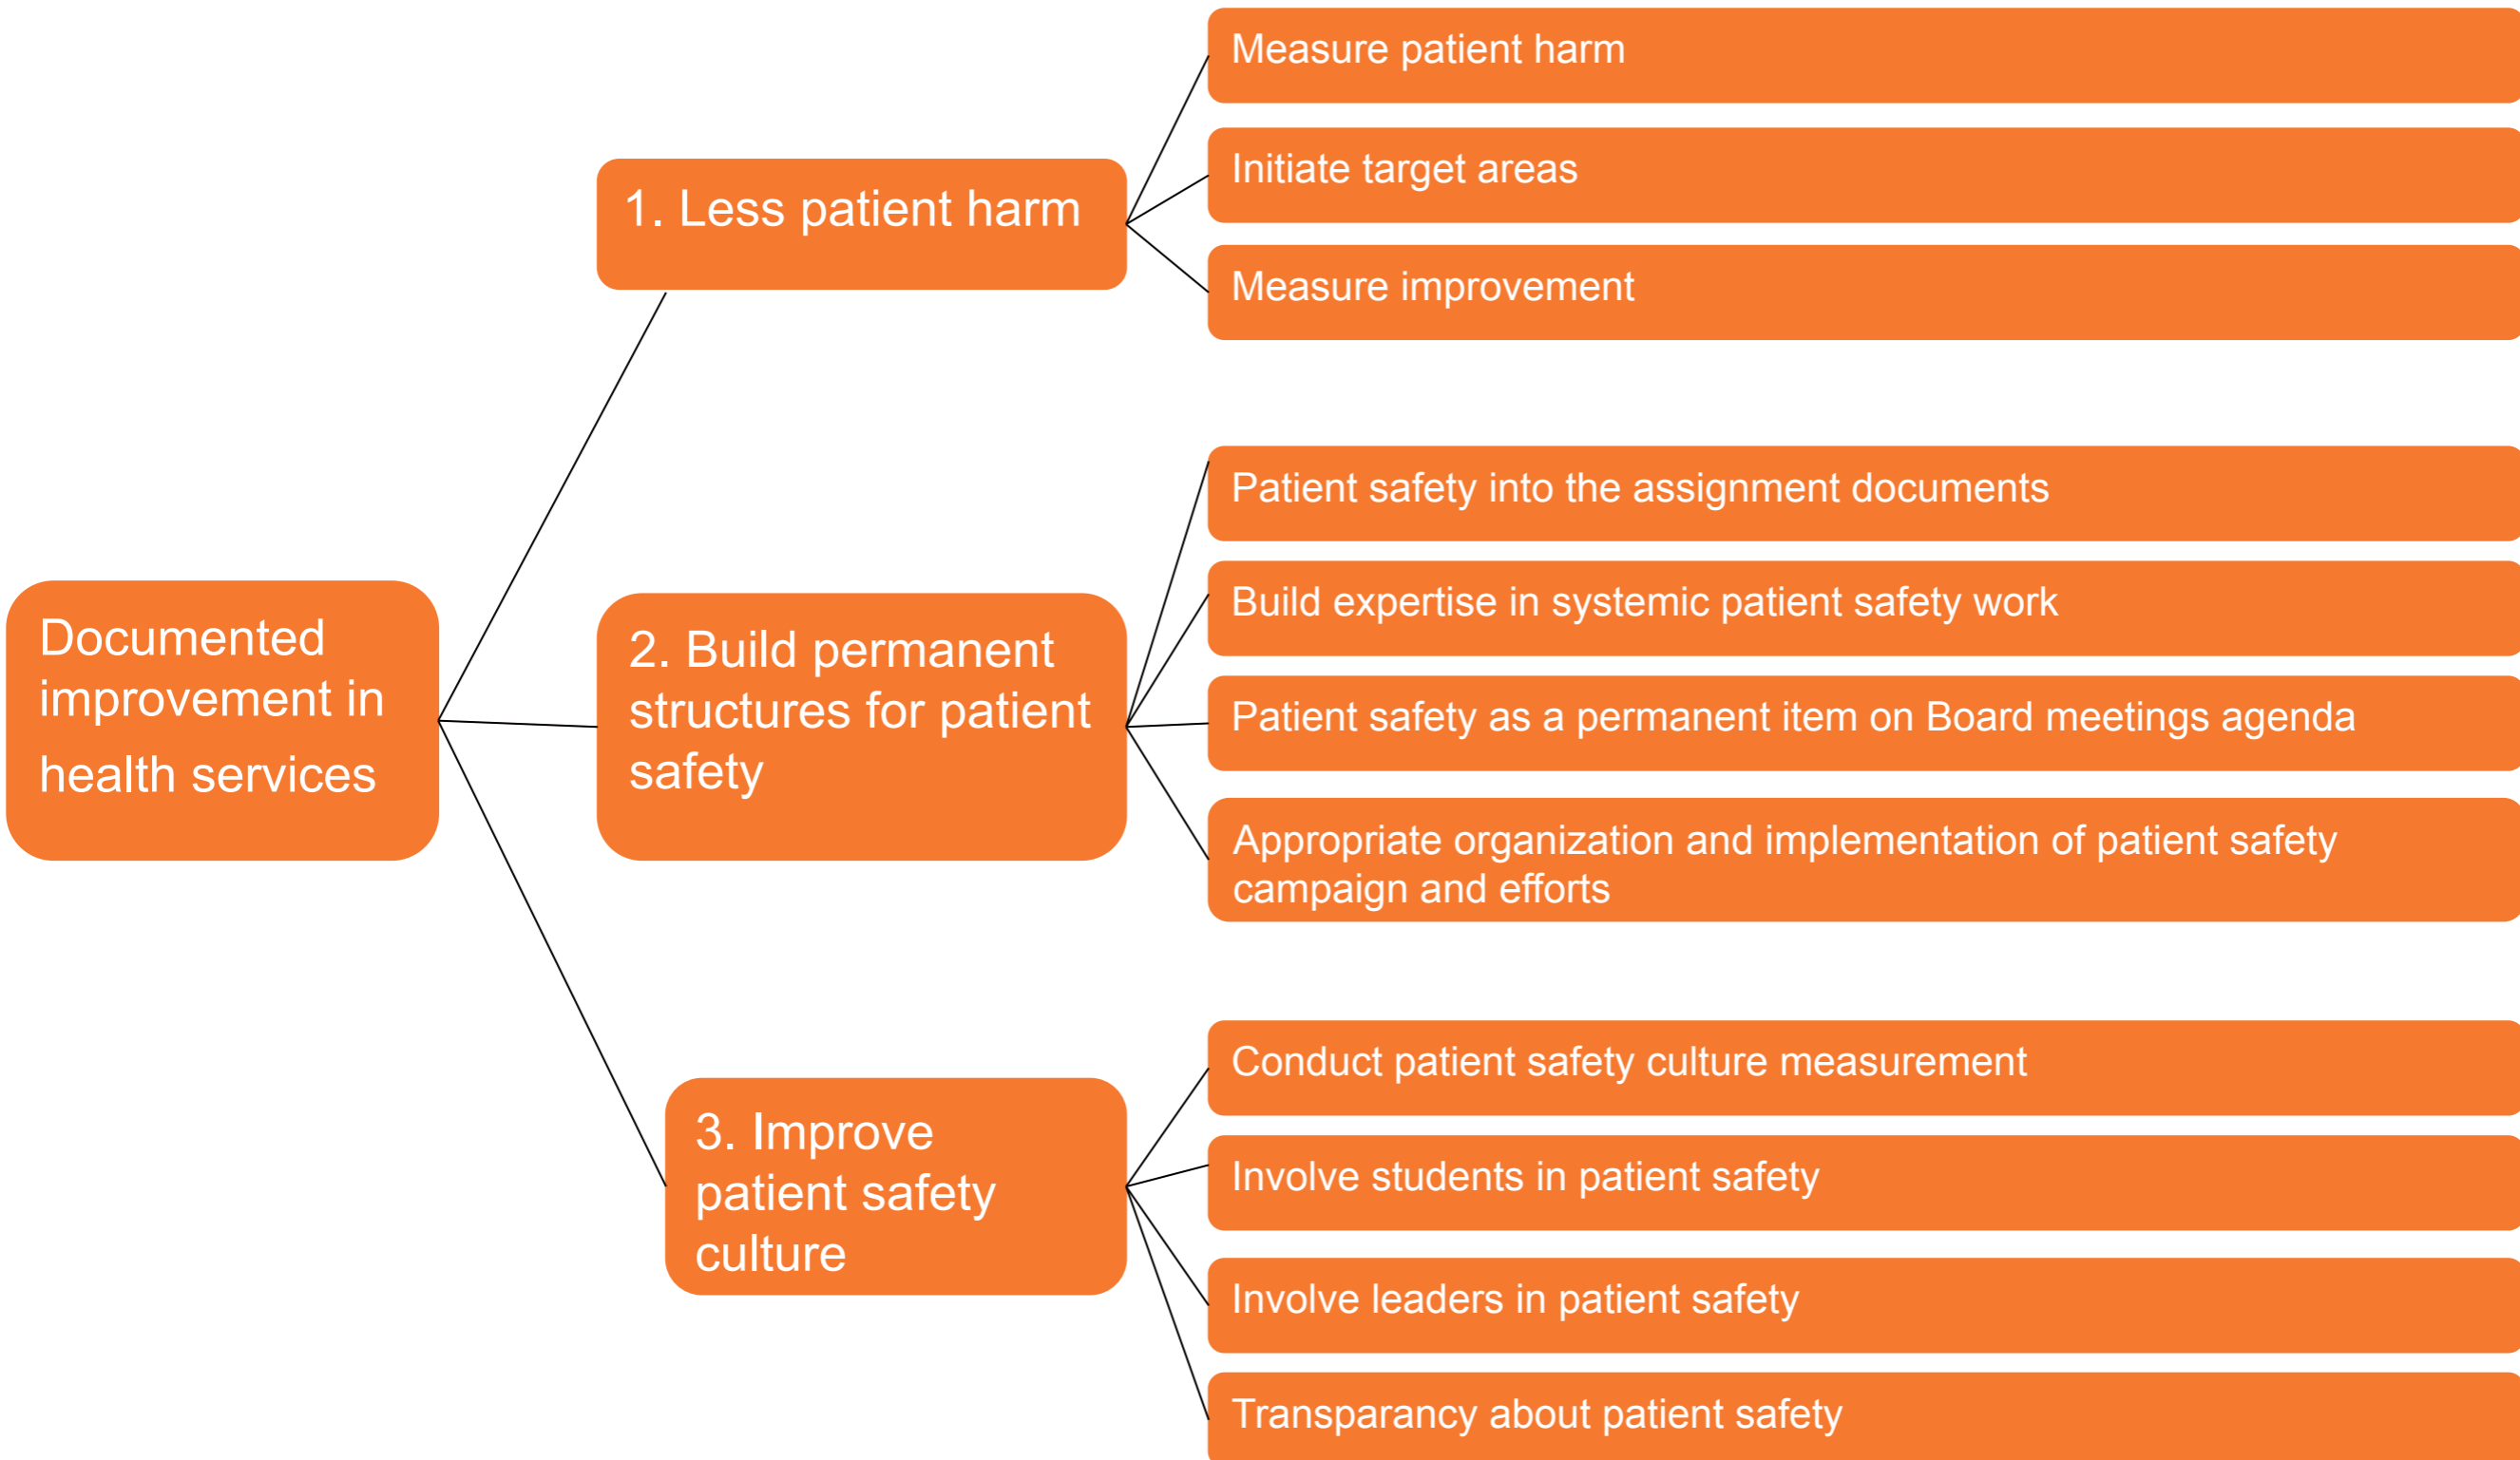 Measure patient harm
Initiate target areas
1. Less patient harm
Measure improvement
Patient safety into the assignment documents
Build expertise in systemic patient safety work
Documented
improvement in
health services
2. Build permanent
structures for patient
safety
Patient safety as a permanent item on Board meetings agenda
Appropriate organization and implementation of patient safety
campaign and efforts
Conduct patient safety culture measurement
3. Improve
patient safety
culture
Involve students in patient safety
Involve leaders in patient safety
Transparancy about patient safety